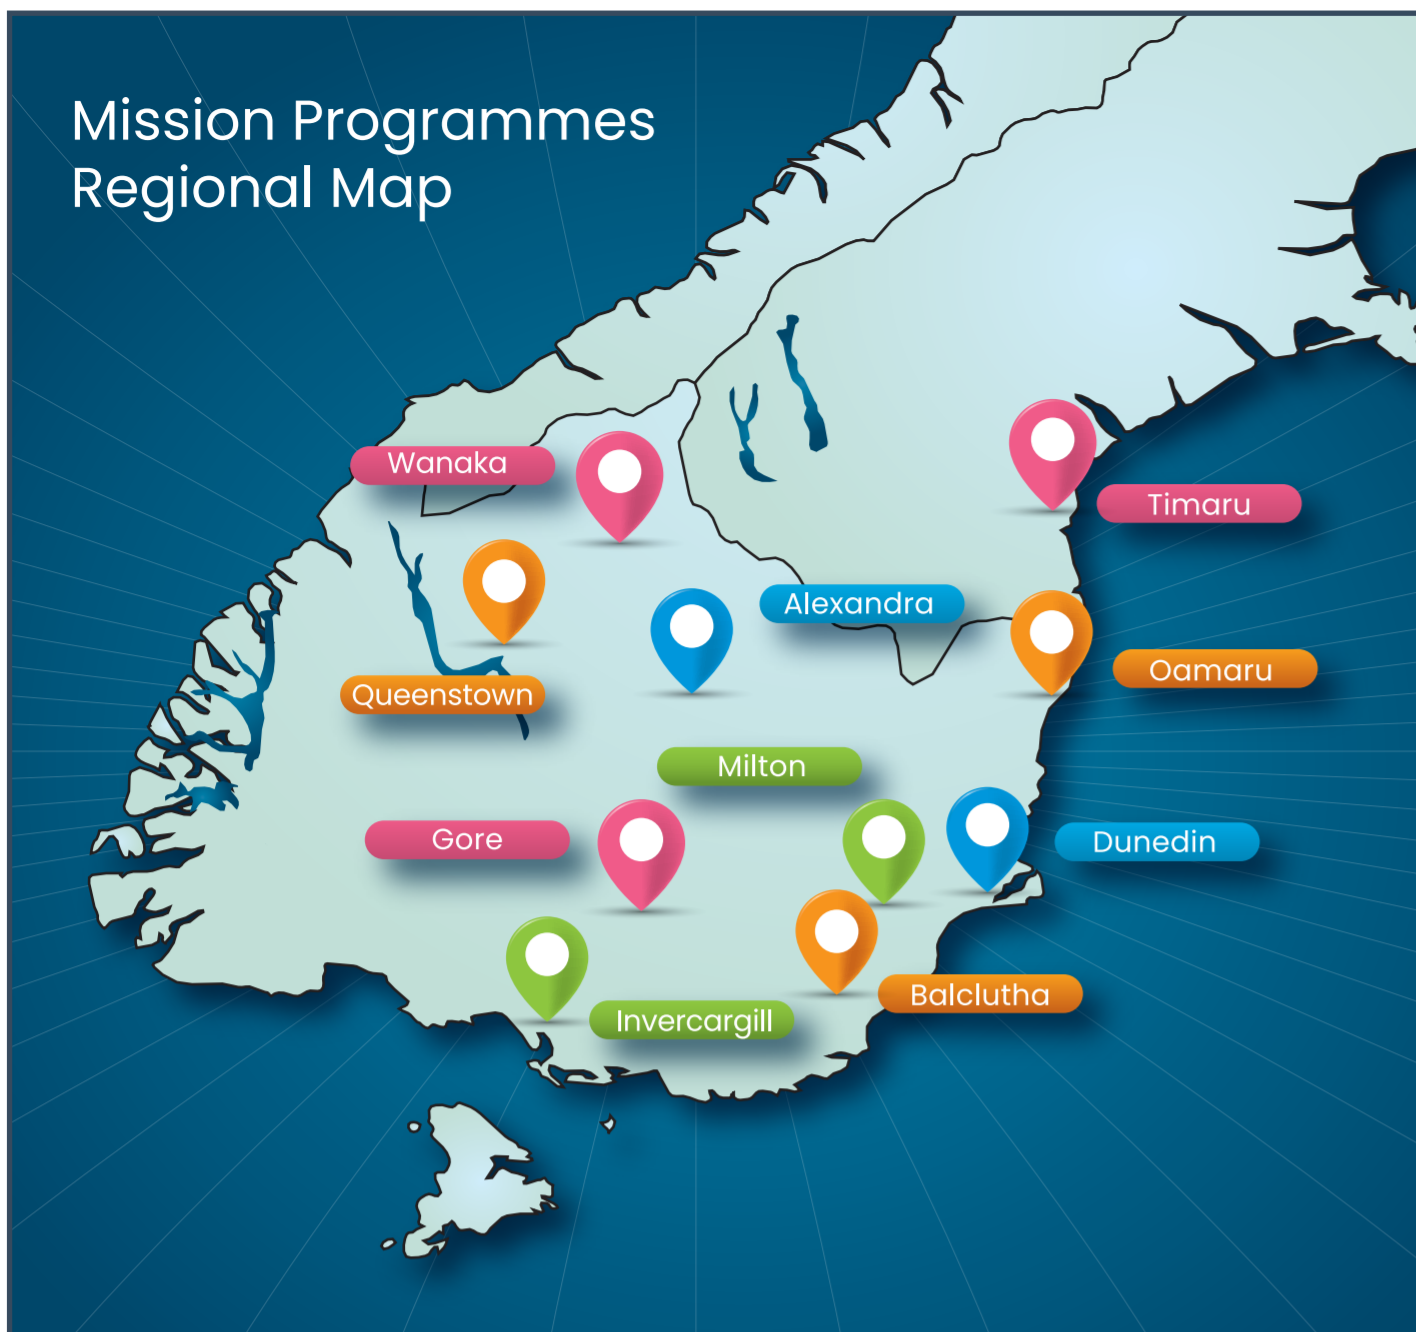 Mission Programmes
Regional Map
Wanaka
Timaru
Alexandra
Oamaru
Queenstown
Milton
Gore
Dunedin
Balclutha
Invercargill